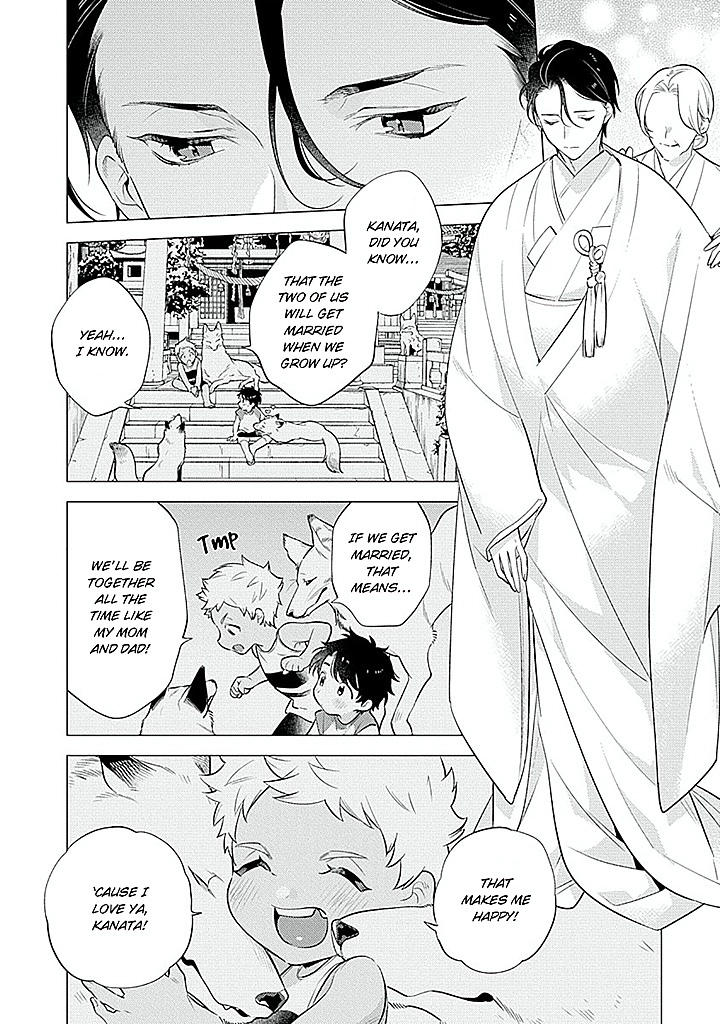 KANATA,
DID YOU
KNOW...
THAT THE
TWO OF US
WILL GET
MARRIED
WHEN WE
GROW UP?
YEAH...
I KNOW.
IF WE GET
MARRIED,
THAT
MEANS...
TMP
WE'LL BE
TOGETHER
ALL THE
TIME LIKE
MY MOM
AND DAD!
THAT
MAKES ME
HAPPY!
'CAUSE I
LOVE YA,
KANATA!